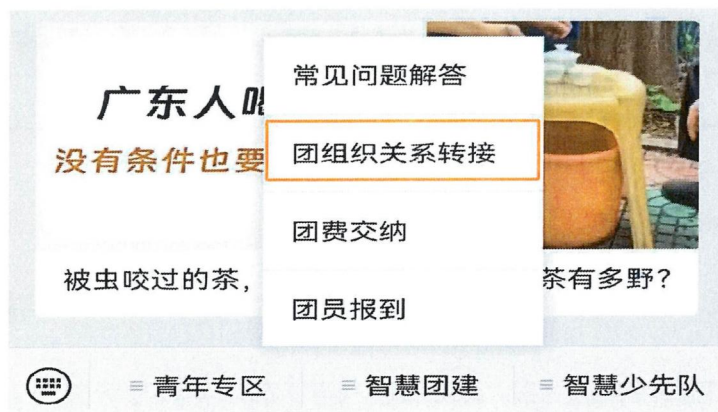 广东人
没有条件也要
被虫咬过的茶，
茶有多野？
常见问题解答
团组织关系转接
团费交纳
团员报到
青年专区
智慧团建
智慧少先队